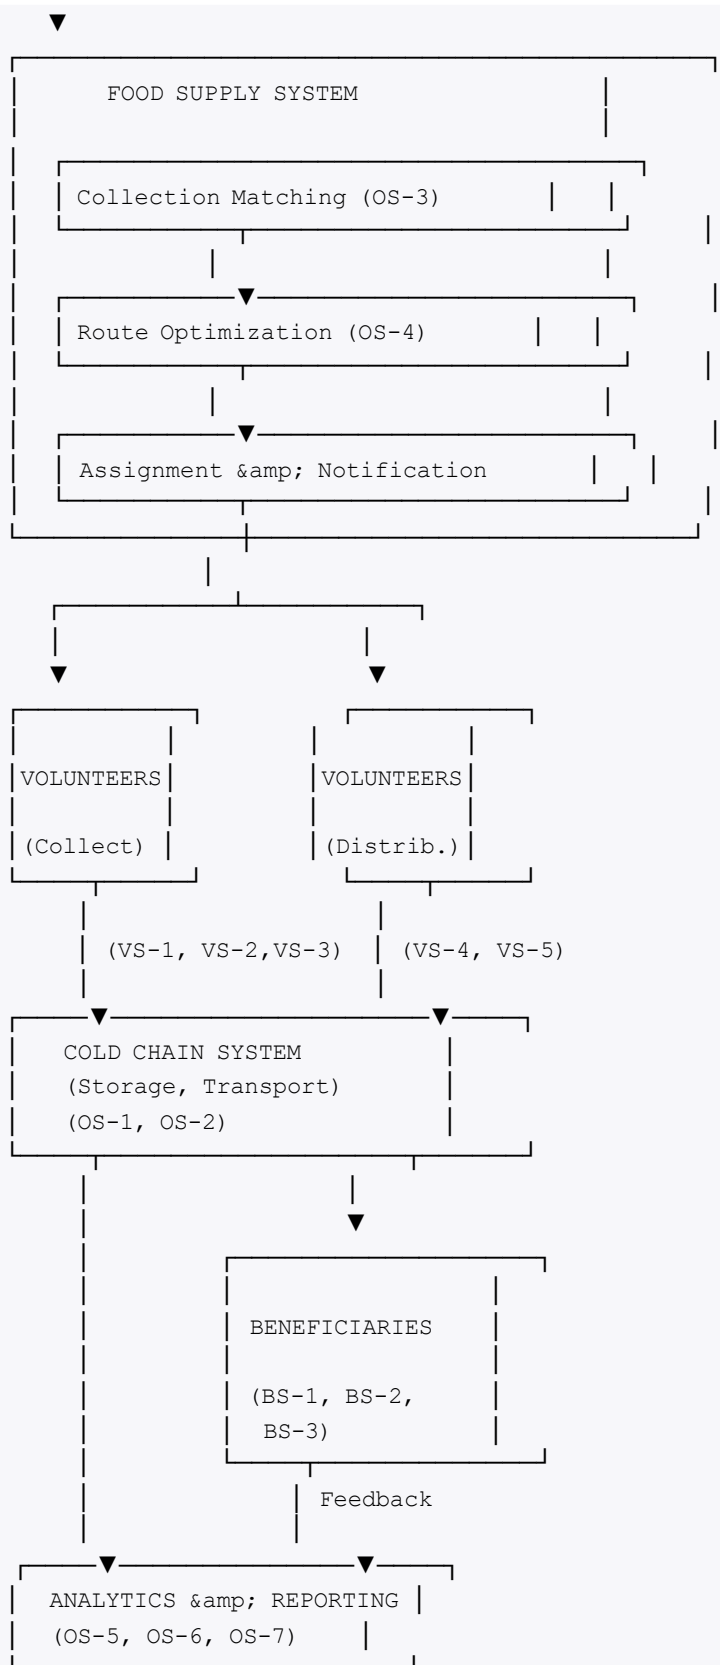 FOOD SUPPLY SYSTEM
Collection Matching (OS-3)
Route Optimization (OS-4)
Assignment &amp; Notification
VOLUNTEERS VOLUNTEERS
(Collect) (Distrib.)
(VS-1, VS-2,VS-3) (VS-4, VS-5)
COLD CHAIN SYSTEM
(Storage, Transport)
(OS-1, OS-2)
BENEFICIARIES
(BS-1, BS-2,
BS-3)
Feedback
ANALYTICS &amp; REPORTING
(OS-5, OS-6, OS-7)